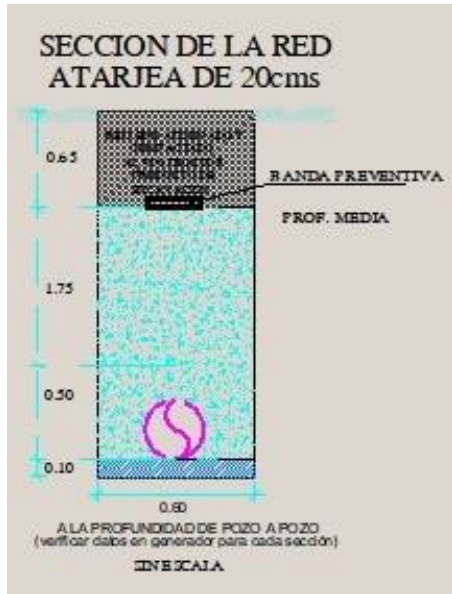 SECCION DE LA RED
ATARJEA DE 20cms
0.65
BANDA PREVENTIVA
PROF. MEDIA
1.75
0.50
0.10
0.60
A LA PROFUNDIDAD DE POZO A POZO
(verificar datos en generador para cada sección)
SIN ESCALA